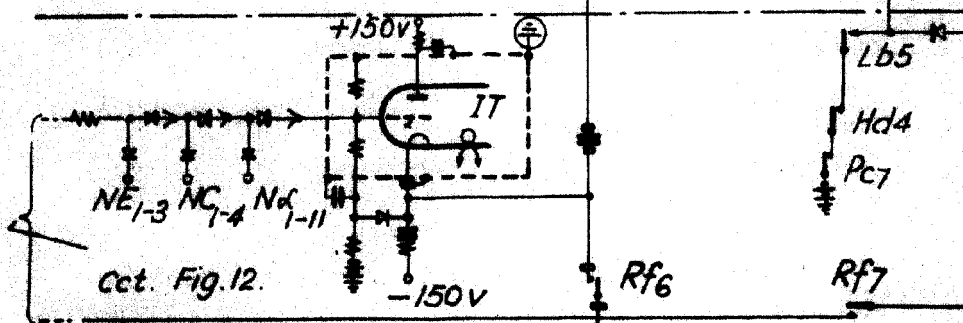 +150v
IT
Lb5
Hd4
Pc7
NE1-3 NC1-4 Nα1-11
Cct. Fig.12.
-150v
Rf6
Rf7